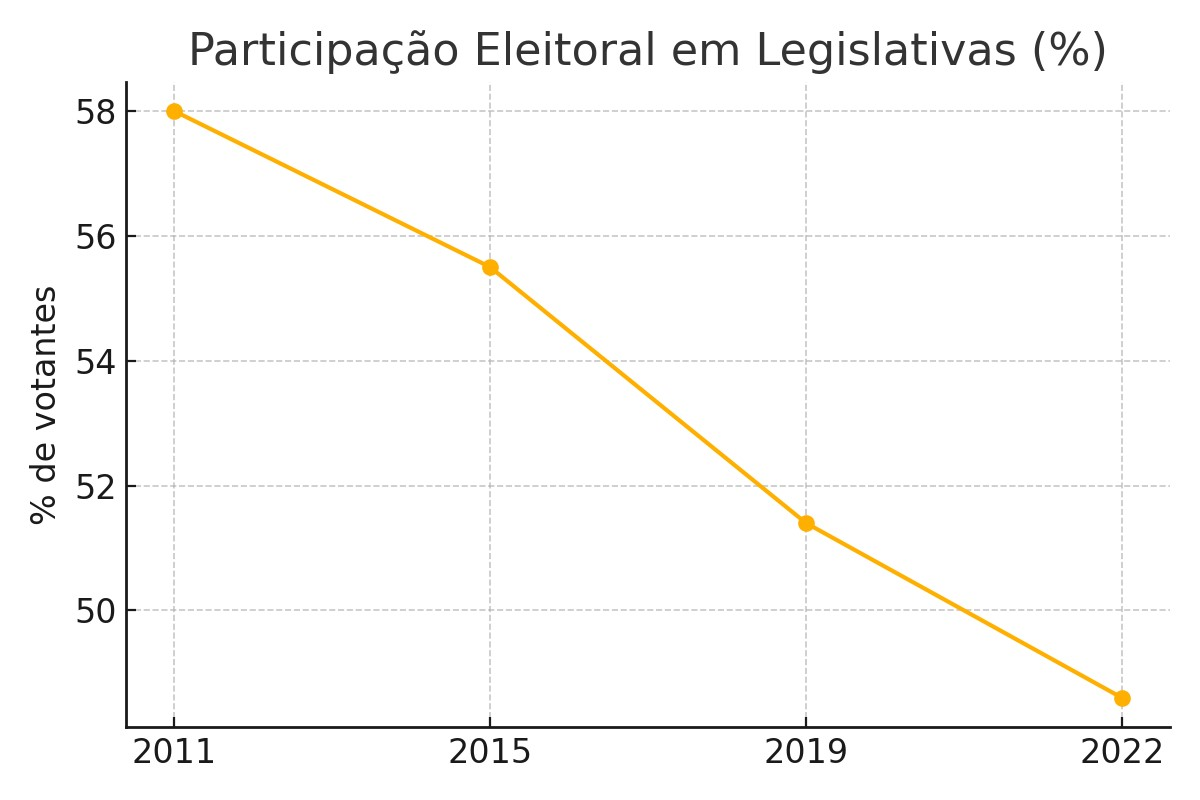 Participação Eleitoral em Legislativas (%)
% de votantes
58
56
54
52
50
2011 2015 2019 2022